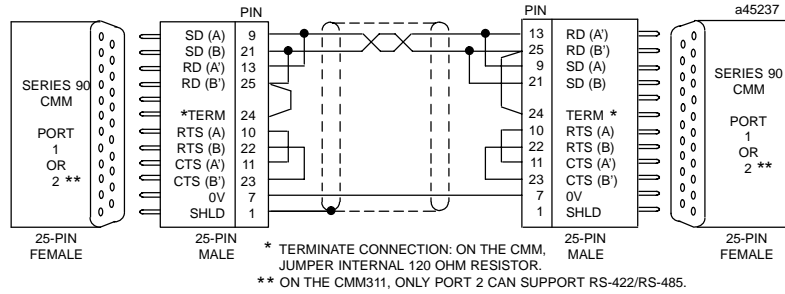 PIN
PIN
a45237
SD (A) 9
SD (B) 21
RD (A') 13
RD (B') 25
*TERM 24
RTS (A) 10
RTS (B) 22
CTS (A') 11
CTS (B') 23
0V 7
SHLD 1
13 RD (A')
25 RD (B')
9 SD (A)
21 SD (B)
24 TERM *
10 RTS (A)
22 RTS (B)
11 CTS (A')
23 CTS (B')
7 0V
1 SHLD
SERIES 90
CMM
PORT
1
OR
2 **
SERIES 90
CMM
PORT
1
OR
2 **
25-PIN
FEMALE
25-PIN
MALE
25-PIN
MALE
25-PIN
FEMALE
* TERMINATE CONNECTION: ON THE CMM,
JUMPER INTERNAL 120 OHM RESISTOR.
** ON THE CMM311, ONLY PORT 2 CAN SUPPORT RS-422/RS-485.